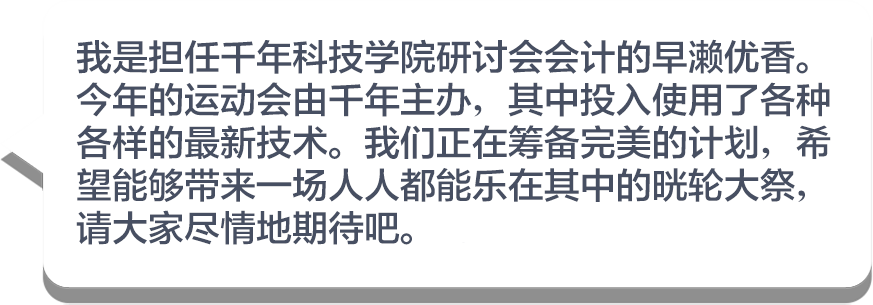 我是担任千年科技学院研讨会会计的早濑优香。
今年的运动会由千年主办，其中投入使用了各种
各样的最新技术。我们正在筹备完美的计划，希
望能够带来一场人人都能乐在其中的晄轮大祭，
请大家尽情地期待吧。